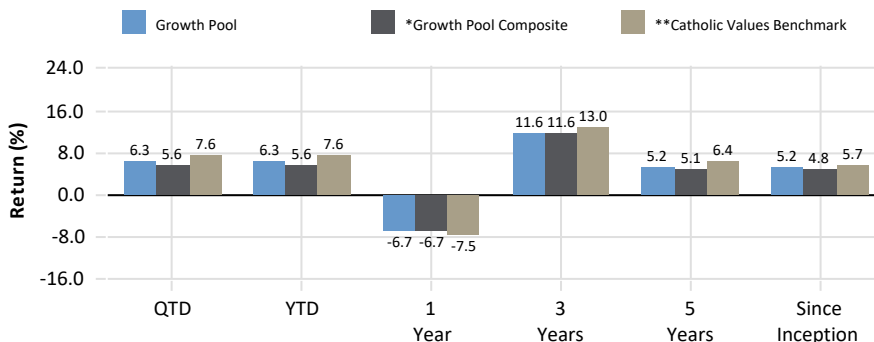 Growth Pool *Growth Pool Composite **Catholic Values Benchmark
Return (%)
24.0
16.0
8.0
0.0
-8.0
-16.0
6.3 5.6 7.6
6.3 5.6 7.6
-6.7 -6.7 -7.5
11.6 11.6 13.0
5.2 5.1 6.4
5.2 4.8 5.7
QTD
YTD
1
Year
3
Years
5
Years
Since
Inception